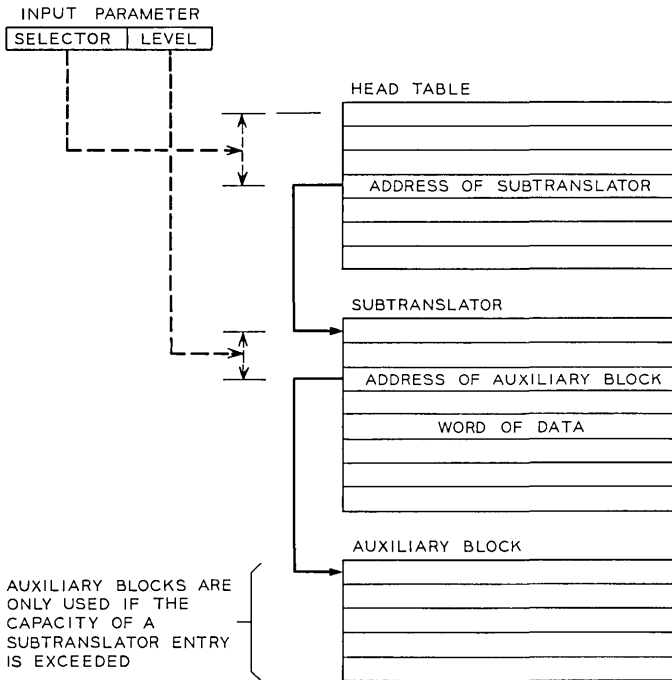 INPUT PARAMETER
SELECTOR LEVEL
HEAD TABLE
ADDRESS OF SUBTRANSLATOR
SUBTRANSLATOR
ADDRESS OF AUXILIARY BLOCK
WORD OF DATA
AUXILIARY BLOCK
AUXILIARY BLOCKS ARE
ONLY USED IF THE
CAPACITY OF A
SUBTRANSLATOR ENTRY
IS EXCEEDED